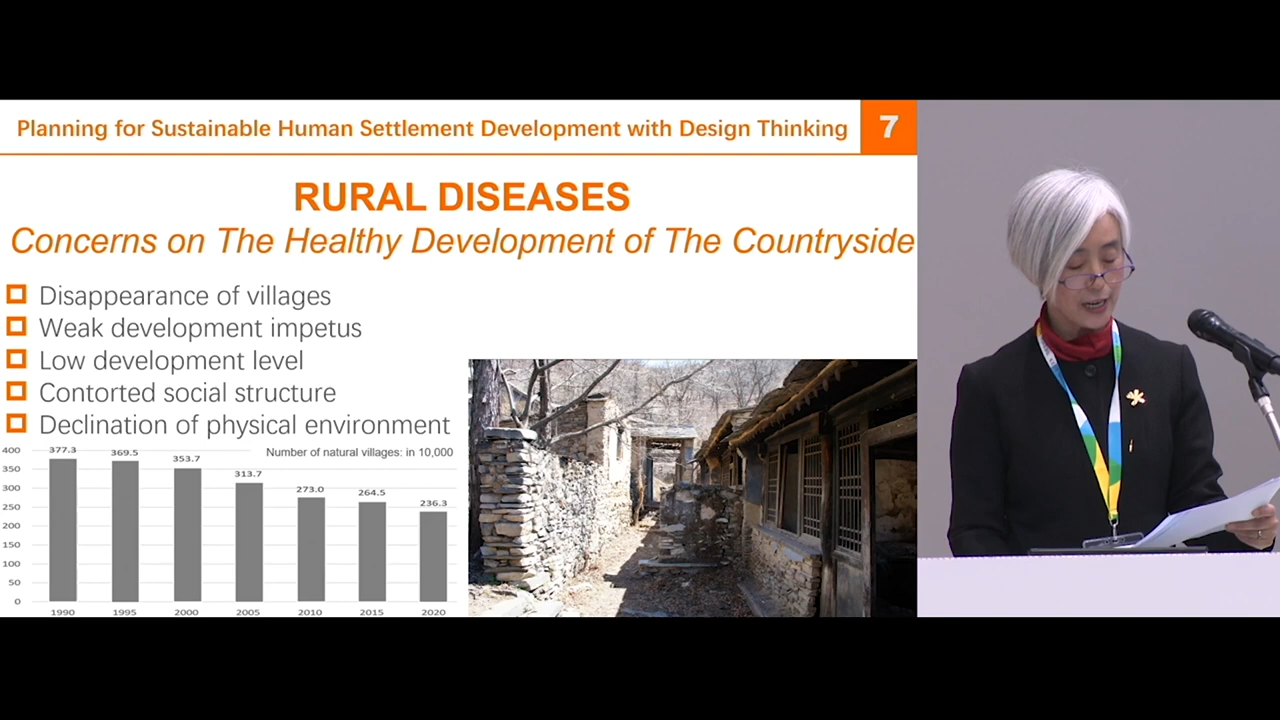 Planning for Sustainable Human Settlement Development with Design Thinking
7
RURAL DISEASES
Concerns on The Healthy Development of The Countryside
Disappearance of villages
Weak development impetus
Low development level
Contorted social structure
Declination of physical environment
Number of natural villages: in 10,000
400
350
300
250
200
150
100
50
0
377.3
369.5
353.7
313.7
273.0
264.5
236.3
1990
1995
2000
2005
2010
2015
2020